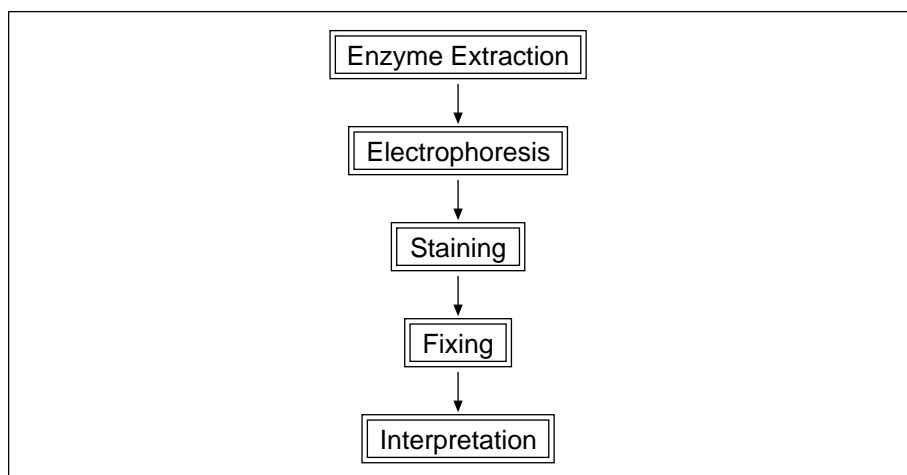 Enzyme Extraction
Electrophoresis
Staining
Fixing
Interpretation